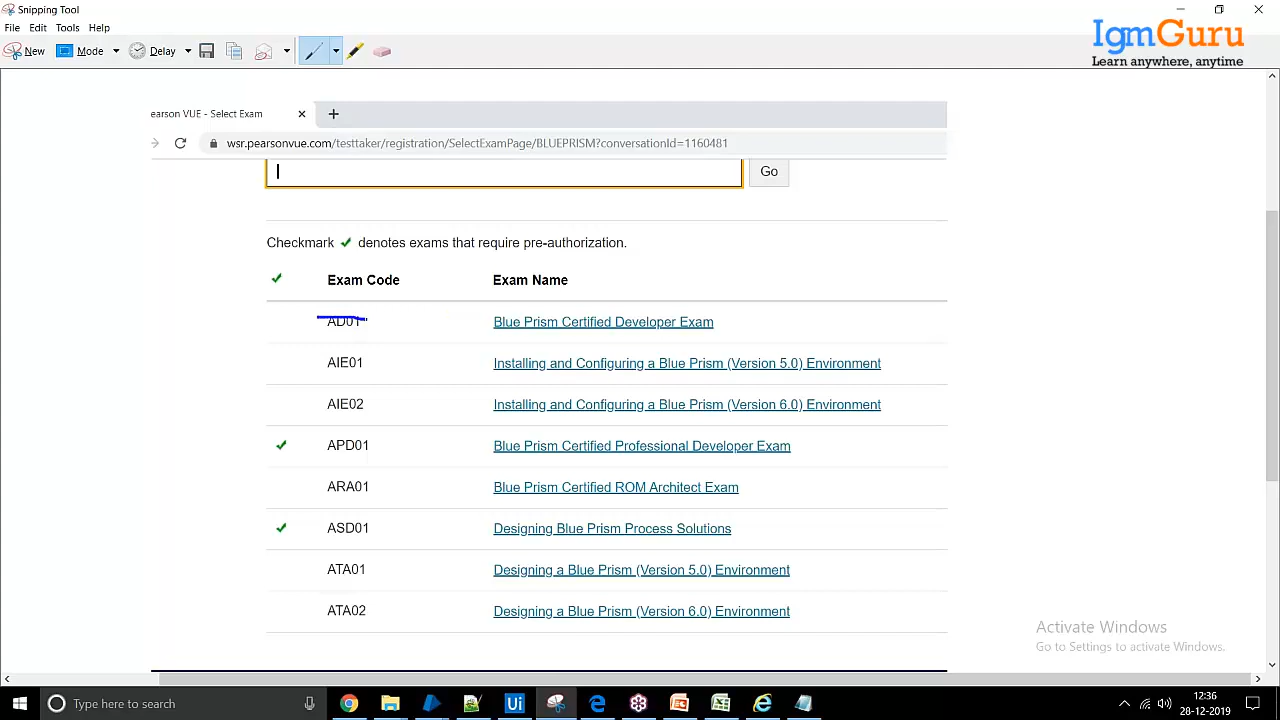 Snipping Tool
File Edit Tools Help
New Mode Delay
IgmGuru
Learn anywhere, anytime
earson VUE - Select Exam
wsr.pearsonvue.com/testtaker/registration/SelectExamPage/BLUEPRISM?conversationId=1160481
Go
Checkmark ✓ denotes exams that require pre-authorization.
✓ Exam Code Exam Name
AD01 Blue Prism Certified Developer Exam
AIE01 Installing and Configuring a Blue Prism (Version 5.0) Environment
AIE02 Installing and Configuring a Blue Prism (Version 6.0) Environment
✓ APD01 Blue Prism Certified Professional Developer Exam
ARA01 Blue Prism Certified ROM Architect Exam
✓ ASD01 Designing Blue Prism Process Solutions
ATA01 Designing a Blue Prism (Version 5.0) Environment
ATA02 Designing a Blue Prism (Version 6.0) Environment
Activate Windows
Go to Settings to activate Windows.
Type here to search
Ui
12:36
28-12-2019